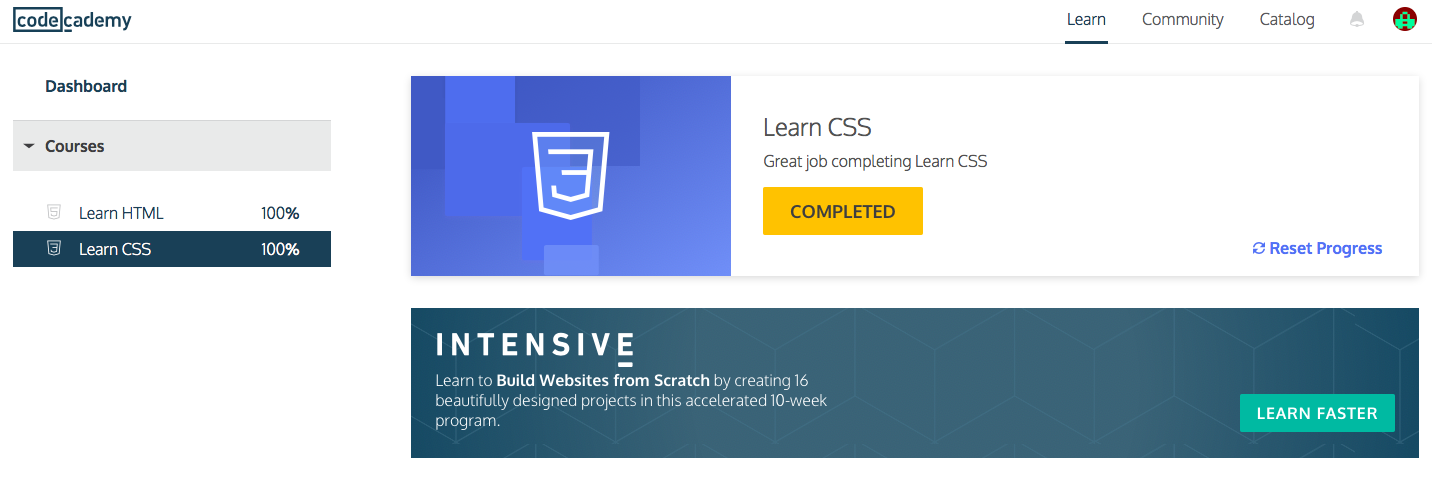 codecademy
Learn Community Catalog
Dashboard
Courses
Learn HTML 100%
Learn CSS 100%
Learn CSS
Great job completing Learn CSS
COMPLETED
Reset Progress
INTENSIVE
Learn to Build Websites from Scratch by creating 16
beautifully designed projects in this accelerated 10-week
program.
LEARN FASTER